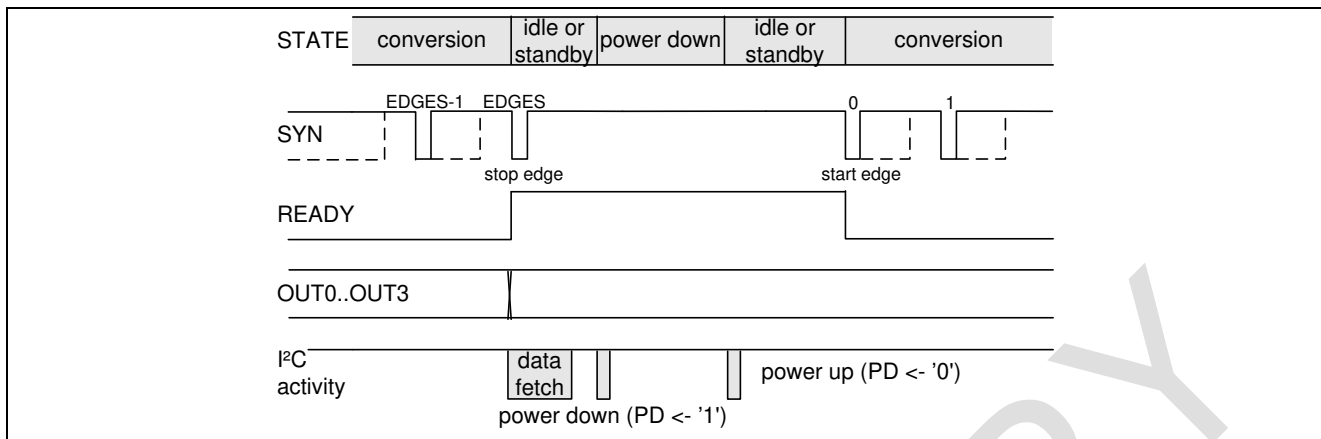 STATE
conversion
idle or
standby
power down
idle or
standby
conversion
EDGES-1 EDGES
0
1
SYN
stop edge
start edge
READY
OUT0..OUT3
I²C
activity
data
fetch
power up (PD <- '0')
power down (PD <- '1')